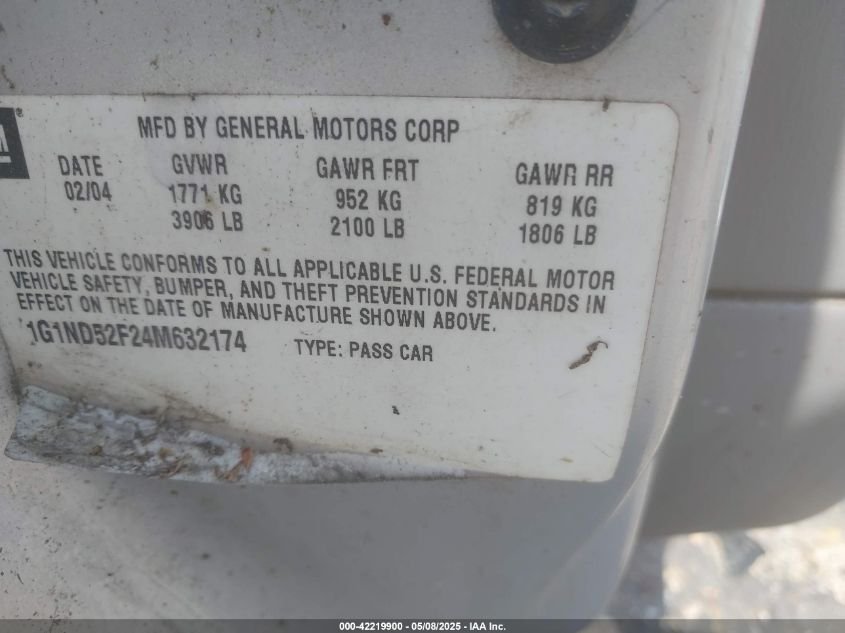 MFD BY GENERAL MOTORS CORP
DATE GVWR GAWR FRT GAWR RR
02/04 1771 KG 952 KG 819 KG
3906 LB 2100 LB 1806 LB
THIS VEHICLE CONFORMS TO ALL APPLICABLE U.S. FEDERAL MOTOR
VEHICLE SAFETY, BUMPER, AND THEFT PREVENTION STANDARDS IN
EFFECT ON THE DATE OF MANUFACTURE SHOWN ABOVE.
1G1ND52F24M632174 TYPE: PASS CAR
000-42219900 - 05/08/2025 - IAA Inc.